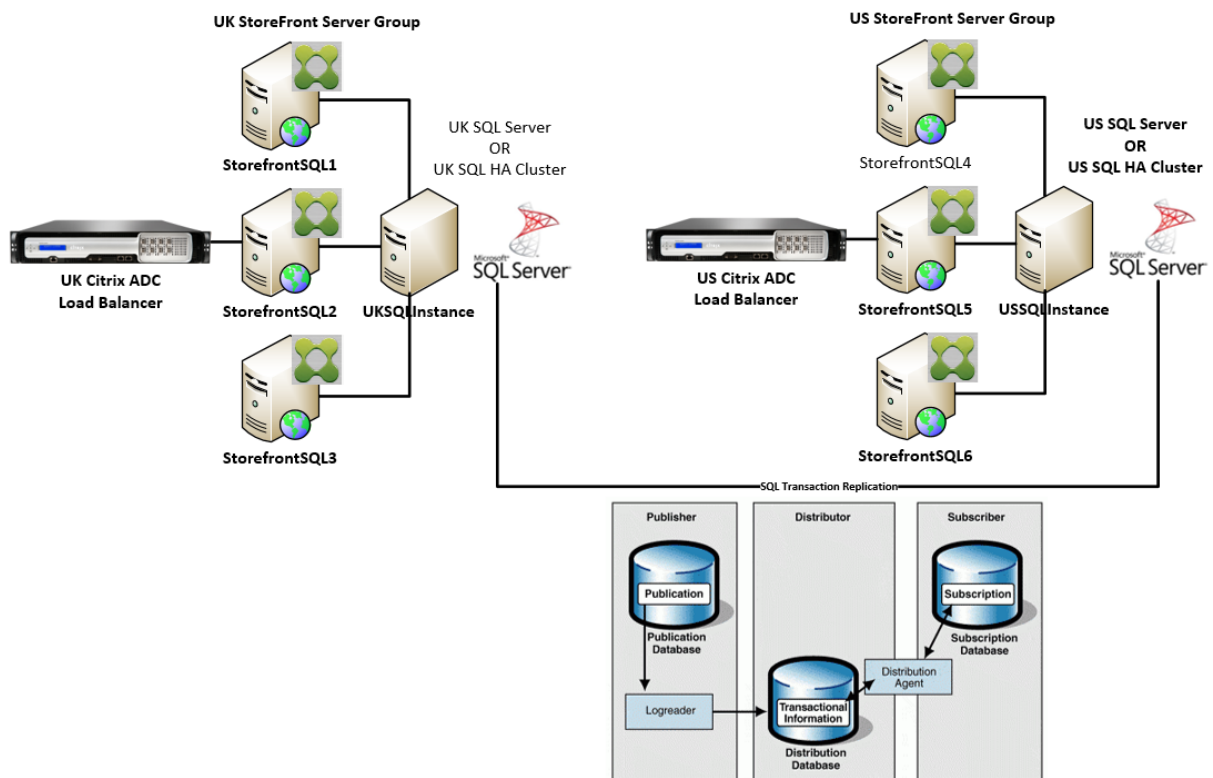 UK StoreFront Server Group
StorefrontSQL1
UK SQL Server
OR
UK SQL HA Cluster
UK Citrix ADC
Load Balancer
StorefrontSQL2
UKSQLInstance
Microsoft®
SQL Server®
StorefrontSQL3
US StoreFront Server Group
StorefrontSQL4
US SQL Server
OR
US SQL HA Cluster
US Citrix ADC
Load Balancer
StorefrontSQL5
USSQLInstance
Microsoft®
SQL Server®
StorefrontSQL6
SQL Transaction Replication
Publisher
Distributor
Subscriber
Publication
Publication
Database
Logreader
Transactional
Information
Distribution
Database
Distribution
Agent
Subscription
Subscription
Database